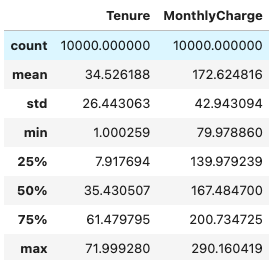 Tenure MonthlyCharge
count 10000.000000 10000.000000
mean 34.526188 172.624816
std 26.443063 42.943094
min 1.000259 79.978860
25% 7.917694 139.979239
50% 35.430507 167.484700
75% 61.479795 200.734725
max 71.999280 290.160419